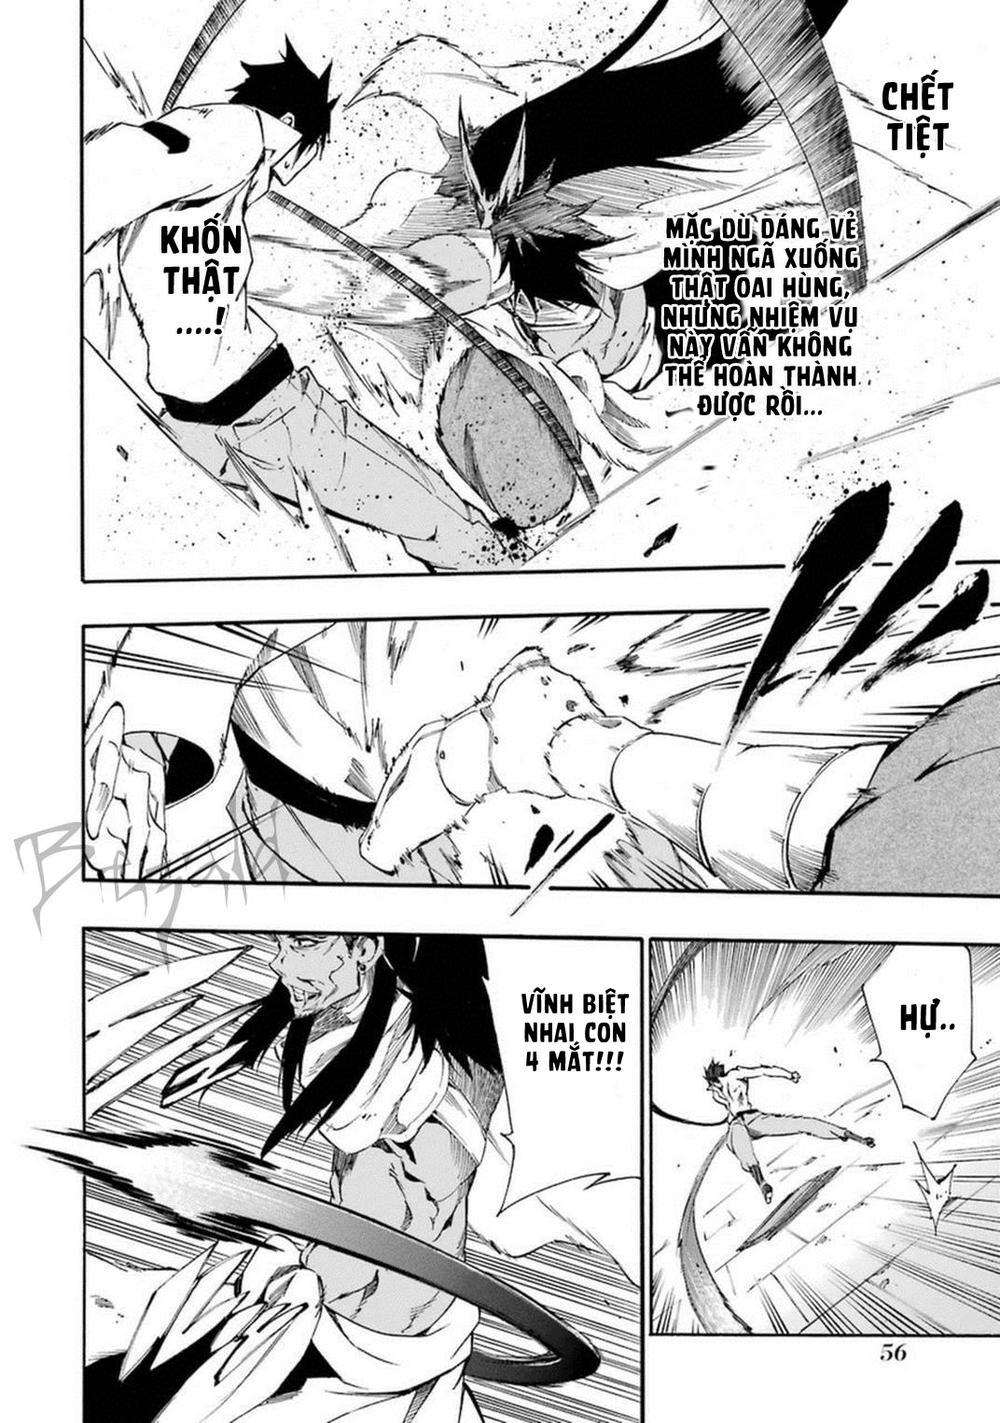 CHẾT
TIỆT
MẶC DÙ DÁNG VẺ
MÌNH NGÃ XUỐNG
THẬT OAI HÙNG,
NHƯNG NHIỆM VỤ
NÀY VẪN KHÔNG
THỂ HOÀN THÀNH
ĐƯỢC RỒI...
KHỐN
THẬT
....!
HỰ..
VĨNH BIỆT
NHAI CON
4 MẮT!!!
56